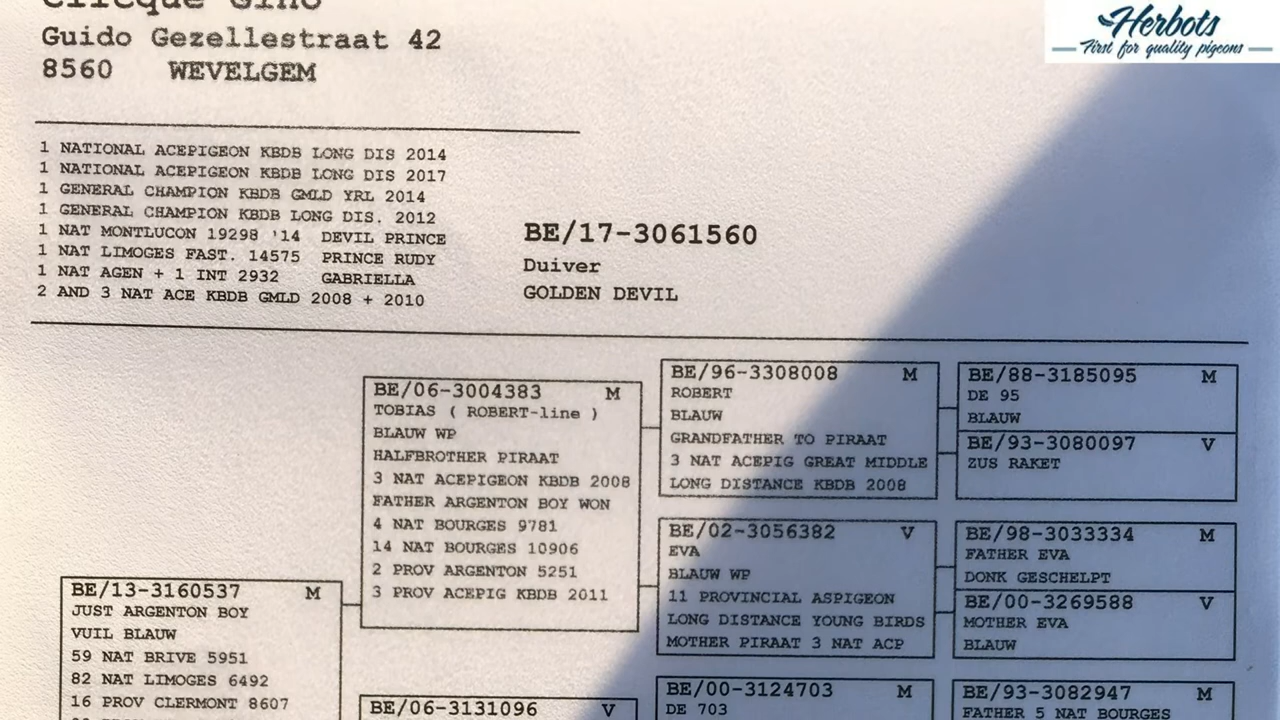 Clicque Gino
Guido Gezellestraat 42
8560 WEVELGEM
Herbots
First for quality pigeons
1 NATIONAL ACEPIGEON KBDB LONG DIS 2014
1 NATIONAL ACEPIGEON KBDB LONG DIS 2017
1 GENERAL CHAMPION KBDB GMLD YRL 2014
1 GENERAL CHAMPION KBDB LONG DIS. 2012
1 NAT MONTLUCON 19298 '14 DEVIL PRINCE
1 NAT LIMOGES FAST. 14575 PRINCE RUDY
1 NAT AGEN + 1 INT 2932 GABRIELLA
2 AND 3 NAT ACE KBDB GMLD 2008 + 2010
BE/17-3061560
Duiver
GOLDEN DEVIL
BE/13-3160537 M
JUST ARGENTON BOY
VUIL BLAUW
59 NAT BRIVE 5951
82 NAT LIMOGES 6492
16 PROV CLERMONT 8607
BE/06-3004383 M
TOBIAS ( ROBERT-line )
BLAUW WP
HALFBROTHER PIRAAT
3 NAT ACEPIGEON KBDB 2008
FATHER ARGENTON BOY WON
4 NAT BOURGES 9781
14 NAT BOURGES 10906
2 PROV ARGENTON 5251
3 PROV ACEPIG KBDB 2011
BE/06-3131096 V
BE/96-3308008 M
ROBERT
BLAUW
GRANDFATHER TO PIRAAT
3 NAT ACEPIG GREAT MIDDLE
LONG DISTANCE KBDB 2008
BE/02-3056382 V
EVA
BLAUW WP
11 PROVINCIAL ASPIGEON
LONG DISTANCE YOUNG BIRDS
MOTHER PIRAAT 3 NAT ACP
BE/00-3124703 M
DE 703
BE/88-3185095 M
DE 95
BLAUW
BE/93-3080097 V
ZUS RAKET
BE/98-3033334 M
FATHER EVA
DONK GESCHELPT
BE/00-3269588 V
MOTHER EVA
BLAUW
BE/93-3082947 M
FATHER 5 NAT BOURGES